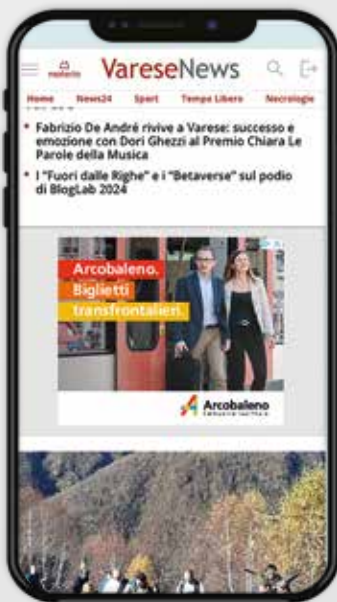 VareseNews
Home News24 Sport Tempo Libero Necrologie
• Fabrizio De André rivive a Varese: successo e
emozione con Dori Ghezzi al Premio Chiara Le
Parole della Musica
• I “Fuori dalle Righe” e i “Betaverse” sul podio
di BlogLab 2024
Arcobaleno.
Biglietti
transfrontalieri.
Arcobaleno